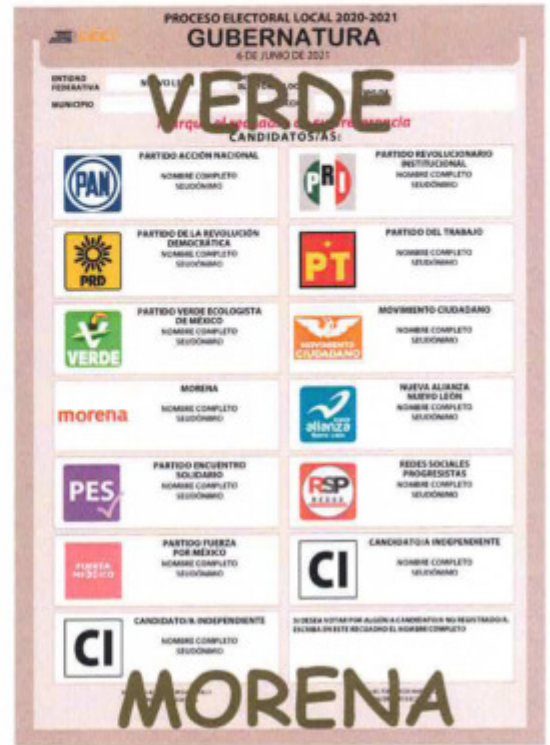 PROCESO ELECTORAL LOCAL 2020-2021
GUBERNATURA
6 DE JUNIO DE 2021
ENTIDAD FEDERATIVA
MUNICIPIO
VERDE
CANDIDATOS/AS:
PAN
PARTIDO ACCIÓN NACIONAL
NOMBRE COMPLETO
SEUDÓNIMO
PRI
PARTIDO REVOLUCIONARIO
INSTITUCIONAL
NOMBRE COMPLETO
SEUDÓNIMO
PRD
PARTIDO DE LA REVOLUCIÓN
DEMOCRÁTICA
NOMBRE COMPLETO
SEUDÓNIMO
PT
PARTIDO DEL TRABAJO
NOMBRE COMPLETO
SEUDÓNIMO
VERDE
PARTIDO VERDE ECOLOGISTA
DE MÉXICO
NOMBRE COMPLETO
SEUDÓNIMO
MOVIMIENTO
CIUDADANO
MOVIMIENTO CIUDADANO
NOMBRE COMPLETO
SEUDÓNIMO
morena
MORENA
NOMBRE COMPLETO
SEUDÓNIMO
nueva
alianza
Nuevo León
NUEVA ALIANZA
NUEVO LEÓN
NOMBRE COMPLETO
SEUDÓNIMO
PES
PARTIDO ENCUENTRO
SOLIDARIO
NOMBRE COMPLETO
SEUDÓNIMO
RSP
REDES SOCIALES
PROGRESISTAS
NOMBRE COMPLETO
SEUDÓNIMO
FUERZA
MÉXICO
PARTIDO FUERZA
POR MÉXICO
NOMBRE COMPLETO
SEUDÓNIMO
CI
CANDIDATO/A INDEPENDIENTE
NOMBRE COMPLETO
SEUDÓNIMO
CI
CANDIDATO/A INDEPENDIENTE
NOMBRE COMPLETO
SEUDÓNIMO
SI DESEA VOTAR POR ALGÚN/A CANDIDATO/A NO REGISTRADO/A,
ESCRIBA EN ESTE RECUADRO EL NOMBRE COMPLETO
MORENA